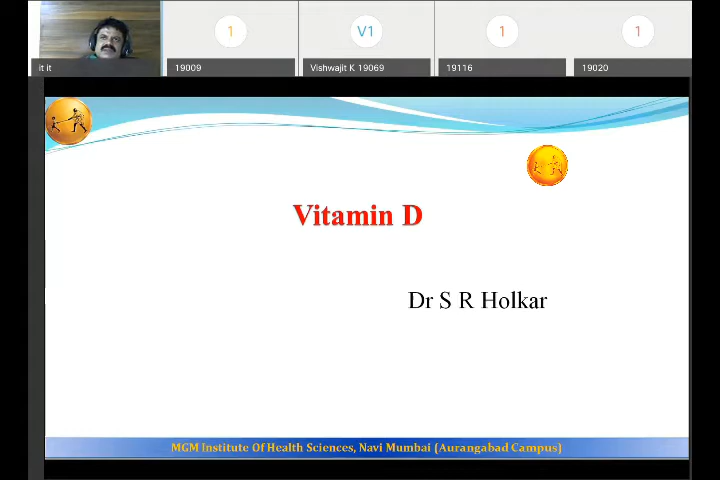 1
V1
1
1
it it
19009
Vishwajit K 19069
19116
19020
Vitamin D
Dr S R Holkar
MGM Institute Of Health Sciences, Navi Mumbai (Aurangabad Campus)